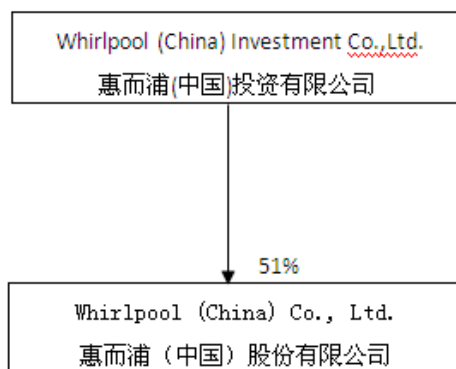 Whirlpool (China) Investment Co.,Ltd.
惠而浦(中国)投资有限公司
51%
Whirlpool (China) Co., Ltd.
惠而浦（中国）股份有限公司